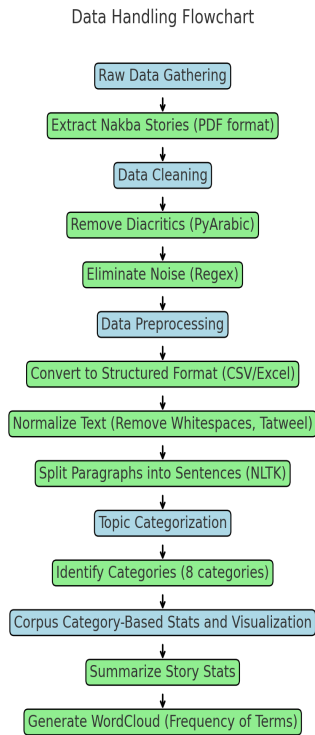 Data Handling Flowchart
Raw Data Gathering
Extract Nakba Stories (PDF format)
Data Cleaning
Remove Diacritics (PyArabic)
Eliminate Noise (Regex)
Data Preprocessing
Convert to Structured Format (CSV/Excel)
Normalize Text (Remove Whitespaces, Tatweel)
Split Paragraphs into Sentences (NLTK)
Topic Categorization
Identify Categories (8 categories)
Corpus Category-Based Stats and Visualization
Summarize Story Stats
Generate WordCloud (Frequency of Terms)